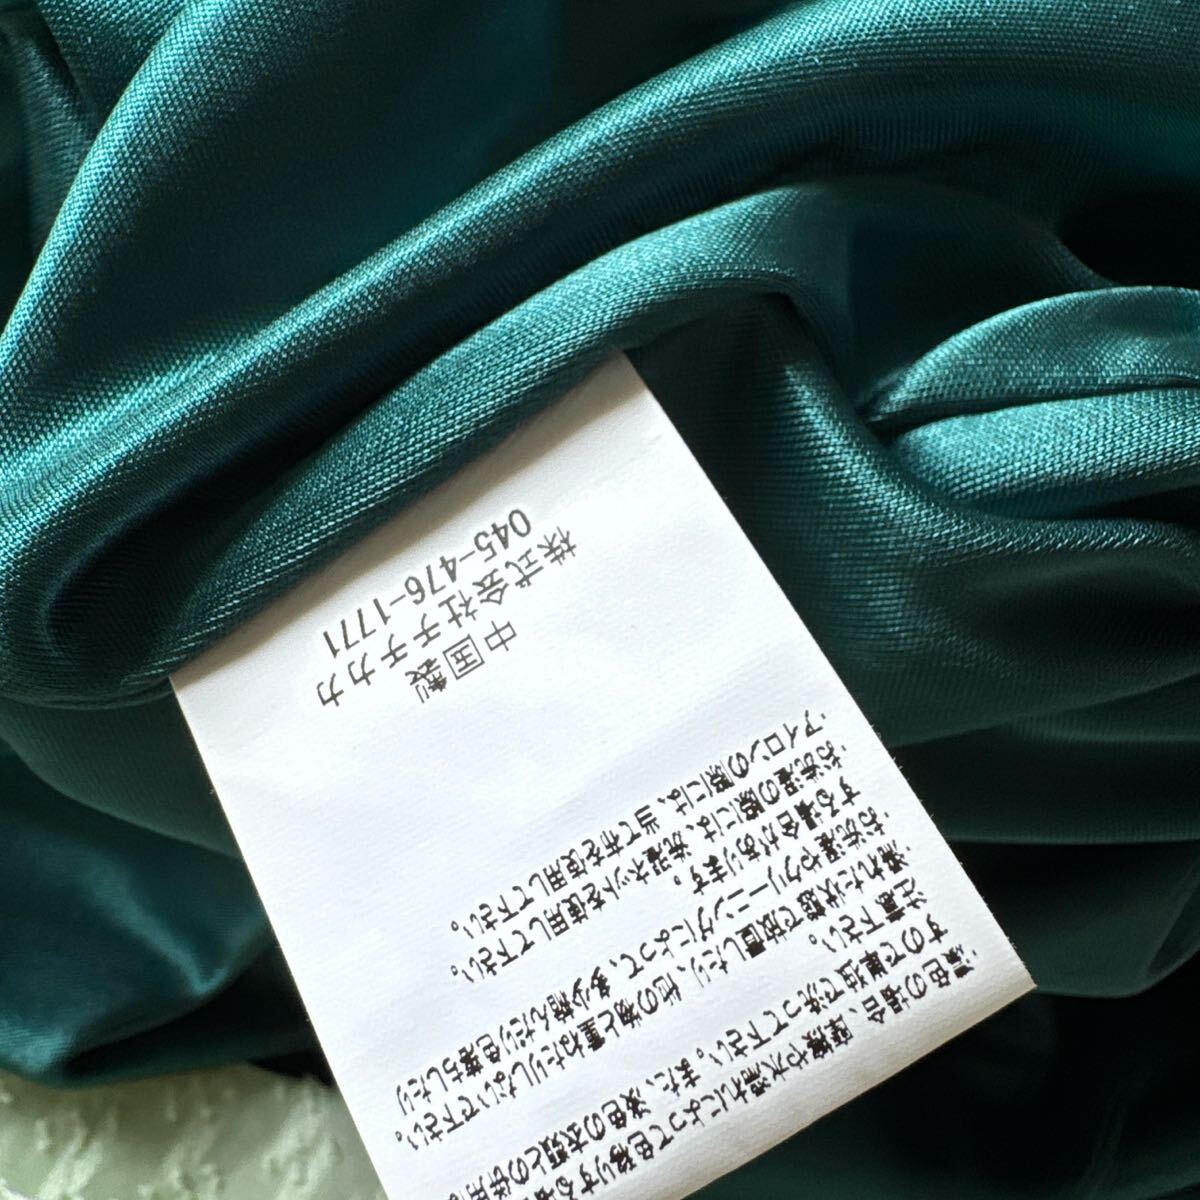 ・濃色の場合、摩擦や水濡れによって色移りする場
すので単独で洗って下さい。また、淡色の衣類との併用
注意下さい。
・濡れた状態で放置したり、他の物と重ねたりしないで下さい。
・お洗濯やクリーニングによって、多少縮んだり色落ちしたり
する場合があります。
・お洗濯の際には、洗濯ネットを使用して下さい。
・アイロンの際には、当て布を使用して下さい。
中国製
株式会社チチカカ
045-476-1771